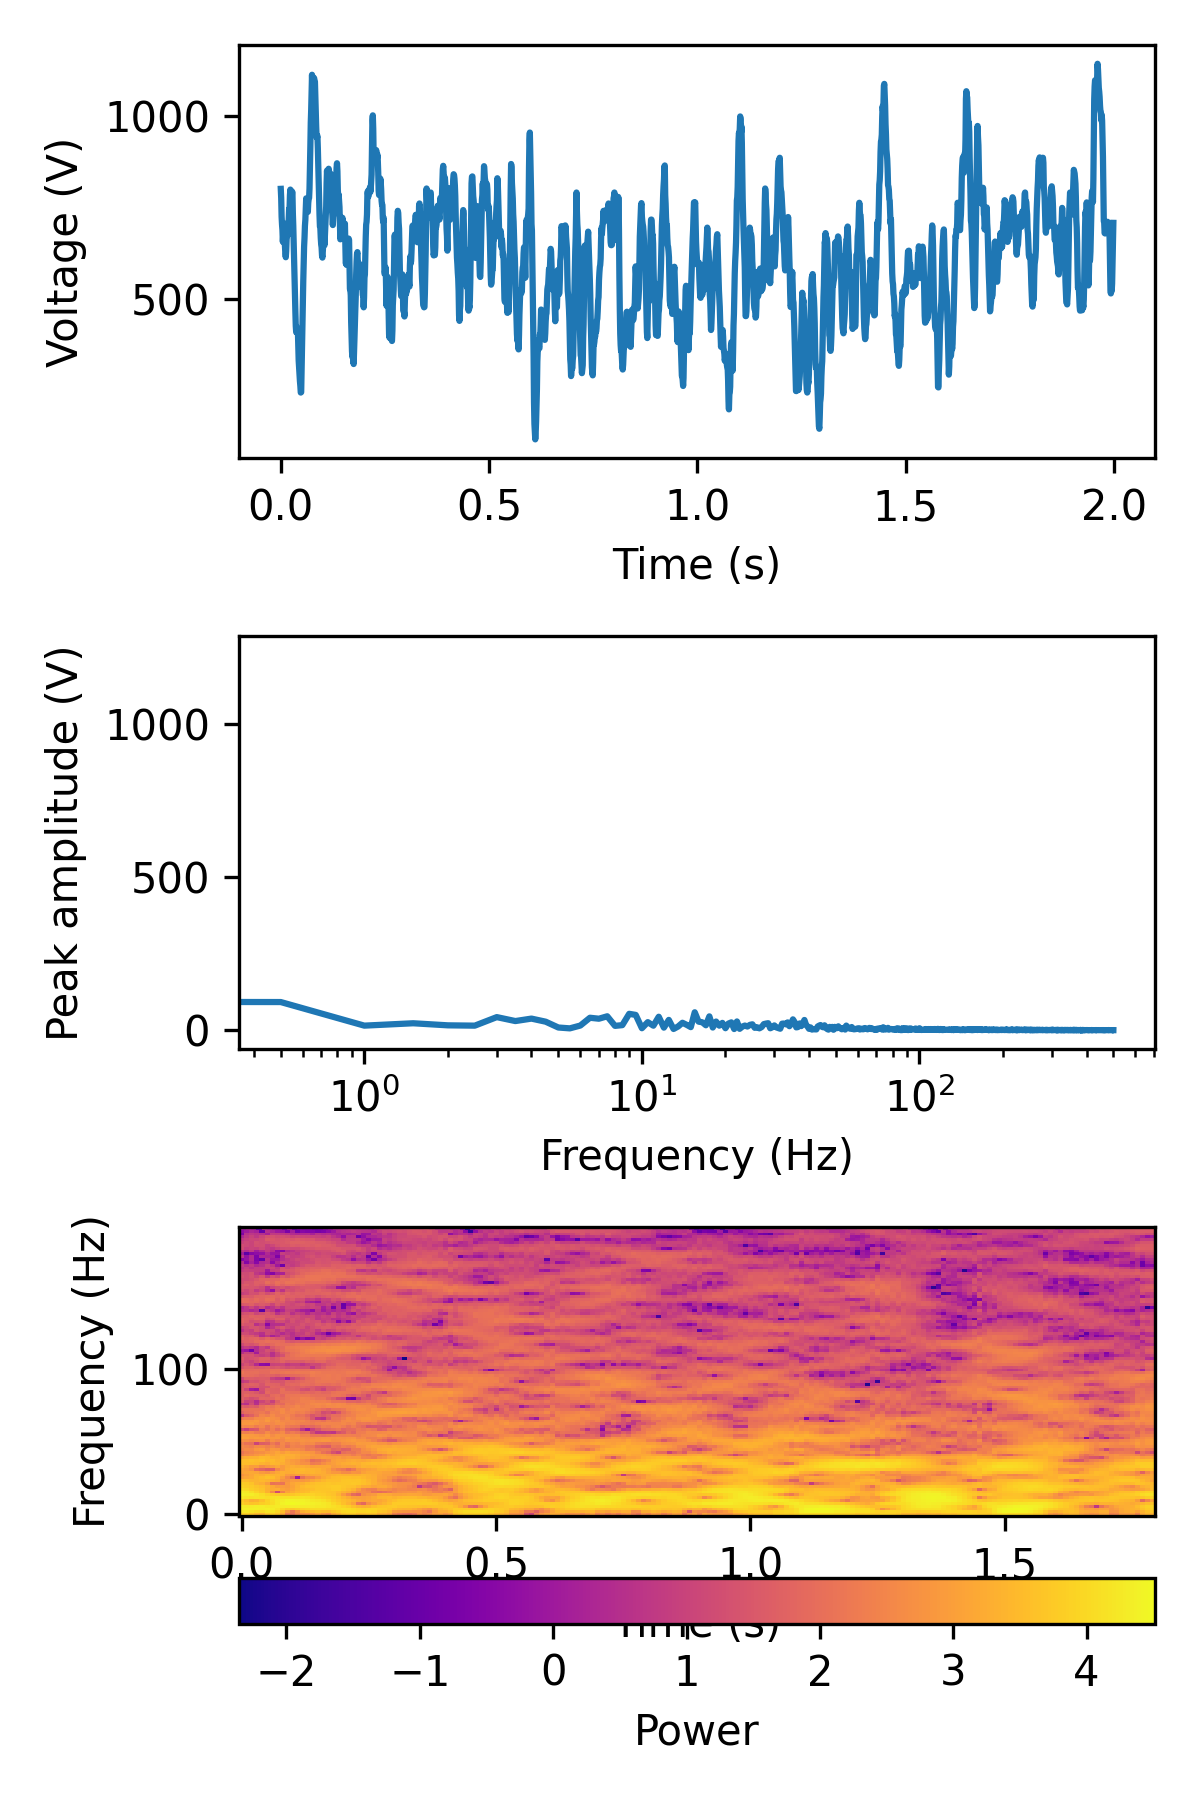 Voltage (V)
1000
500
0.0 0.5 1.0 1.5 2.0
Time (s)
Peak amplitude (V)
1000
500
0
10⁰ 10¹ 10²
Frequency (Hz)
Frequency (Hz)
100
0
0.0 0.5 1.0 1.5
(s)
−2 −1 0 1 2 3 4
Power